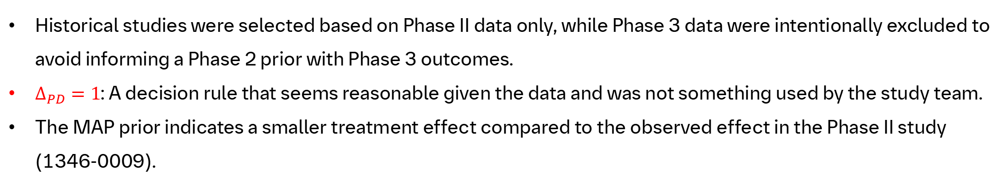 • Historical studies were selected based on Phase II data only, while Phase 3 data were intentionally excluded to
avoid informing a Phase 2 prior with Phase 3 outcomes.
• Δ_PD = 1: A decision rule that seems reasonable given the data and was not something used by the study team.
• The MAP prior indicates a smaller treatment effect compared to the observed effect in the Phase II study
(1346-0009).